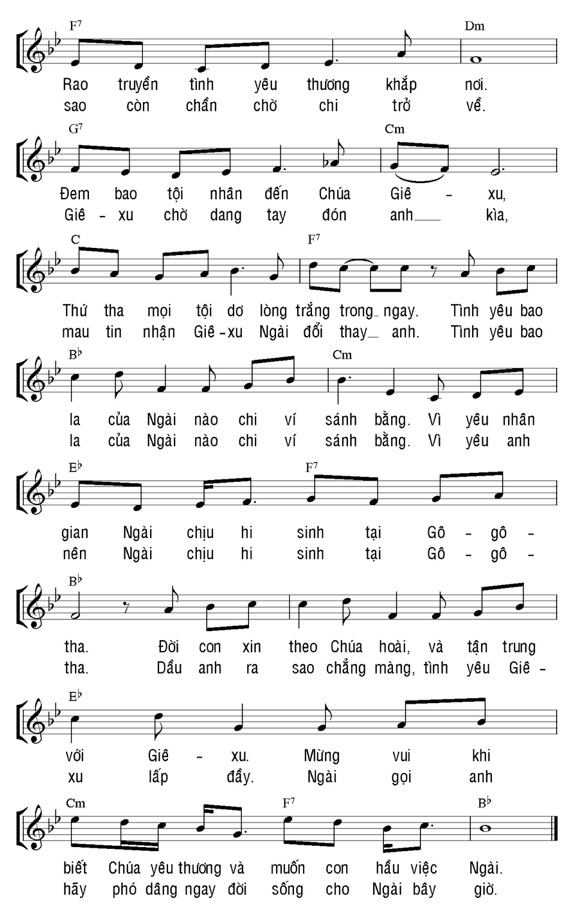 F7 Dm
Rao truyền tình yêu thương khắp nơi.
sao còn chần chờ chi trở về.
G7 Cm
Đem bao tội nhân đến Chúa Giê - xu,
Giê - xu chờ dang tay đón anh kìa,
C F7
Thứ tha mọi tội dơ lòng trắng trong ngay. Tình yêu bao
mau tin nhận Giê-xu Ngài đổi thay anh. Tình yêu bao
B♭ Cm
la của Ngài nào chi ví sánh bằng. Vì yêu nhân
la của Ngài nào chi ví sánh bằng. Vì yêu anh
E♭ F7
gian Ngài chịu hi sinh tại Gô - gô -
nên Ngài chịu hi sinh tại Gô - gô -
B♭
tha. Đời con xin theo Chúa hoài, và tận trung
tha. Dầu anh ra sao chẳng màng, tình yêu Giê -
E♭
với Giê - xu. Mừng vui khi
xu lấp đầy. Ngài gọi anh
Cm F7 B♭
biết Chúa yêu thương và muốn con hầu việc Ngài.
hãy phó dâng ngay đời sống cho Ngài bây giờ.